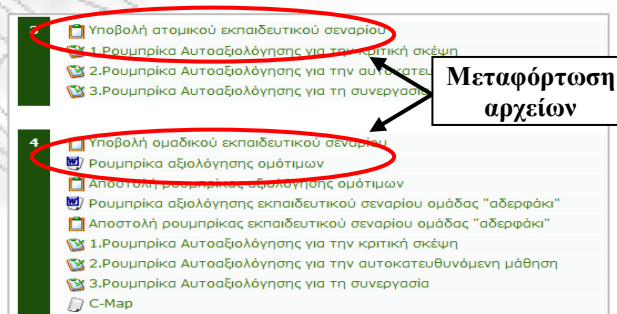 3
Υποβολή ατομικού εκπαιδευτικού σεναρίου
1.Ρουμπρίκα Αυτοαξιολόγησης για την κριτική σκέψη
2.Ρουμπρίκα Αυτοαξιολόγησης για την αυτοκατευ
3.Ρουμπρίκα Αυτοαξιολόγησης για τη συνεργασία
Μεταφόρτωση
αρχείων
4
Υποβολή ομαδικού εκπαιδευτικού σεναρίου
Ρουμπρίκα αξιολόγησης ομότιμων
Αποστολή ρουμπρίκας αξιολόγησης ομότιμων
Ρουμπρίκα αξιολόγησης εκπαιδευτικού σεναρίου ομάδας "αδερφάκι"
Αποστολή ρουμπρίκας εκπαιδευτικού σεναρίου ομάδας "αδερφάκι"
1.Ρουμπρίκα Αυτοαξιολόγησης για την κριτική σκέψη
2.Ρουμπρίκα Αυτοαξιολόγησης για την αυτοκατευθυνόμενη μάθηση
3.Ρουμπρίκα Αυτοαξιολόγησης για τη συνεργασία
C-Map